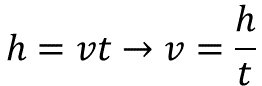 h = vt → v = h/t